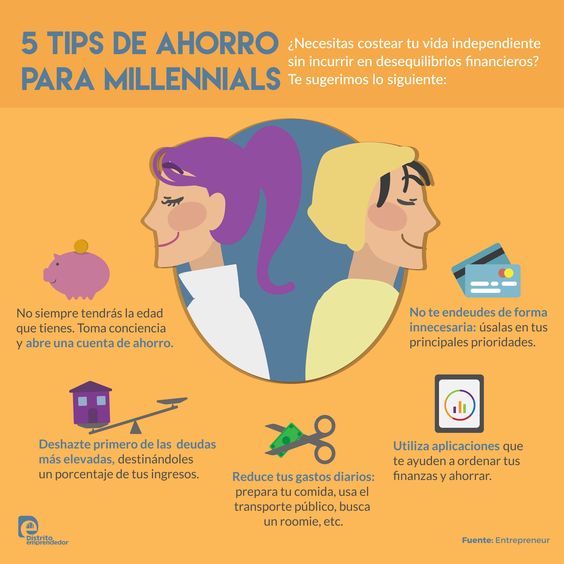 5 TIPS DE AHORRO
PARA MILLENNIALS
¿Necesitas costear tu vida independiente
sin incurrir en desequilibrios financieros?
Te sugerimos lo siguiente:
No siempre tendrás la edad
que tienes. Toma conciencia
y abre una cuenta de ahorro.
No te endeudes de forma
innecesaria: úsalas en tus
principales prioridades.
Deshazte primero de las deudas
más elevadas, destinándoles
un porcentaje de tus ingresos.
Reduce tus gastos diarios:
prepara tu comida, usa el
transporte público, busca
un roomie, etc.
Utiliza aplicaciones que
te ayuden a ordenar tus
finanzas y ahorrar.
Distrito
emprendedor
Fuente: Entrepreneur